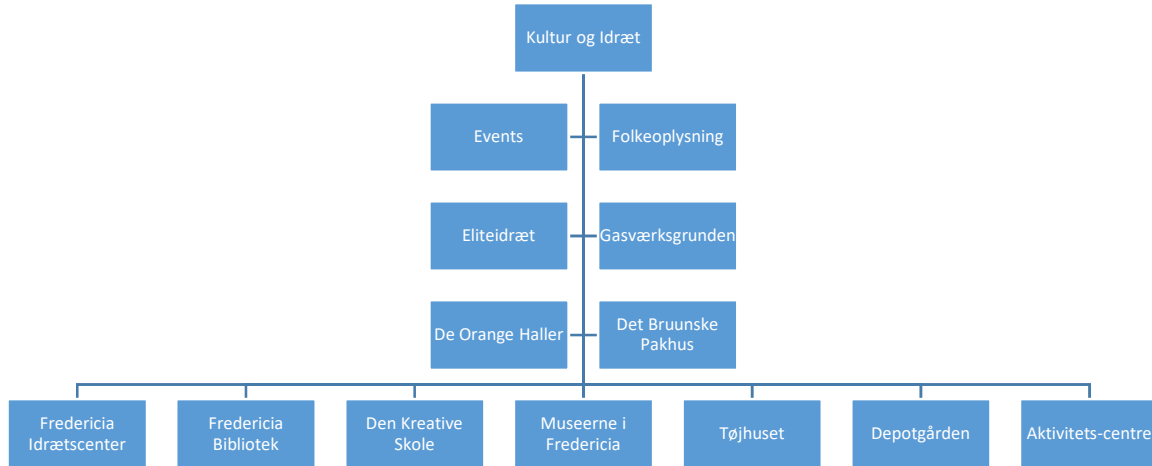 Kultur og Idræt
Events
Folkeoplysning
Eliteidræt
Gasværksgrunden
De Orange Haller
Det Bruunske
Pakhus
Fredericia
Idrætscenter
Fredericia
Bibliotek
Den Kreative
Skole
Museerne i
Fredericia
Tøjhuset
Depotgården
Aktivitets-centre